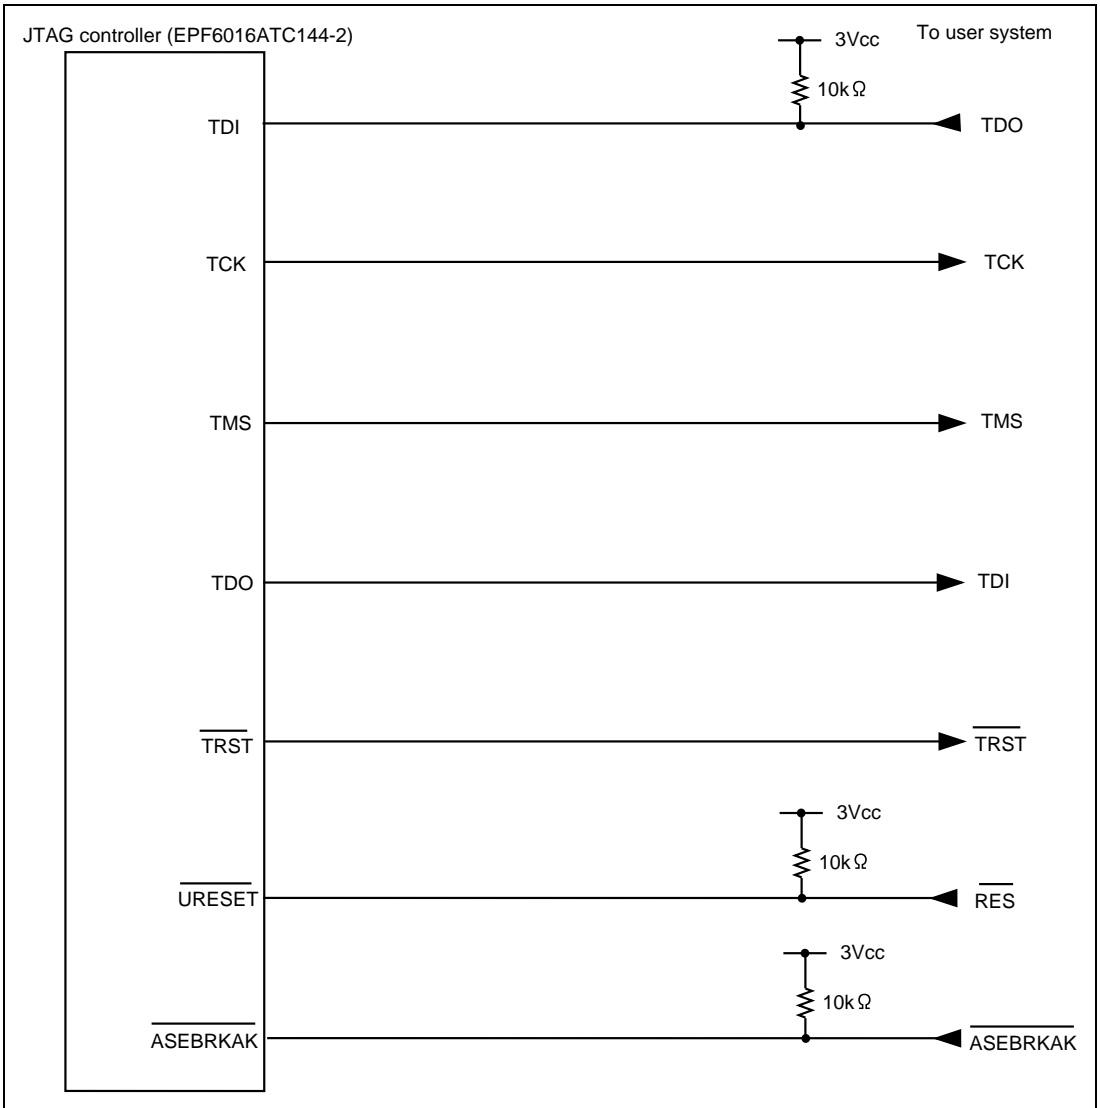 JTAG controller (EPF6016ATC144-2)
3Vcc
To user system
10kΩ
TDI
TDO
TCK
TCK
TMS
TMS
TDO
TDI
TRST
TRST
3Vcc
10kΩ
URESET
RES
3Vcc
10kΩ
ASEBRKAK
ASEBRKAK